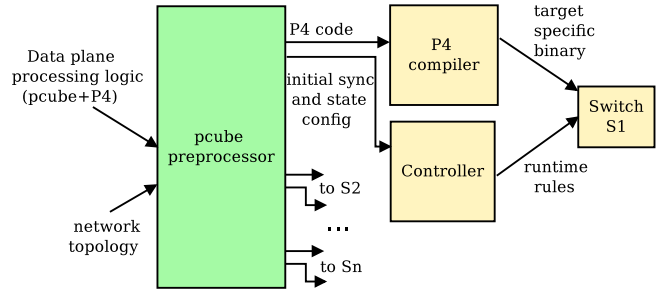 Data plane
processing logic
(pcube+P4)
network
topology
pcube
preprocessor
P4 code
initial sync
and state
config
to S2
...
to Sn
P4
compiler
Controller
target
specific
binary
runtime
rules
Switch
S1